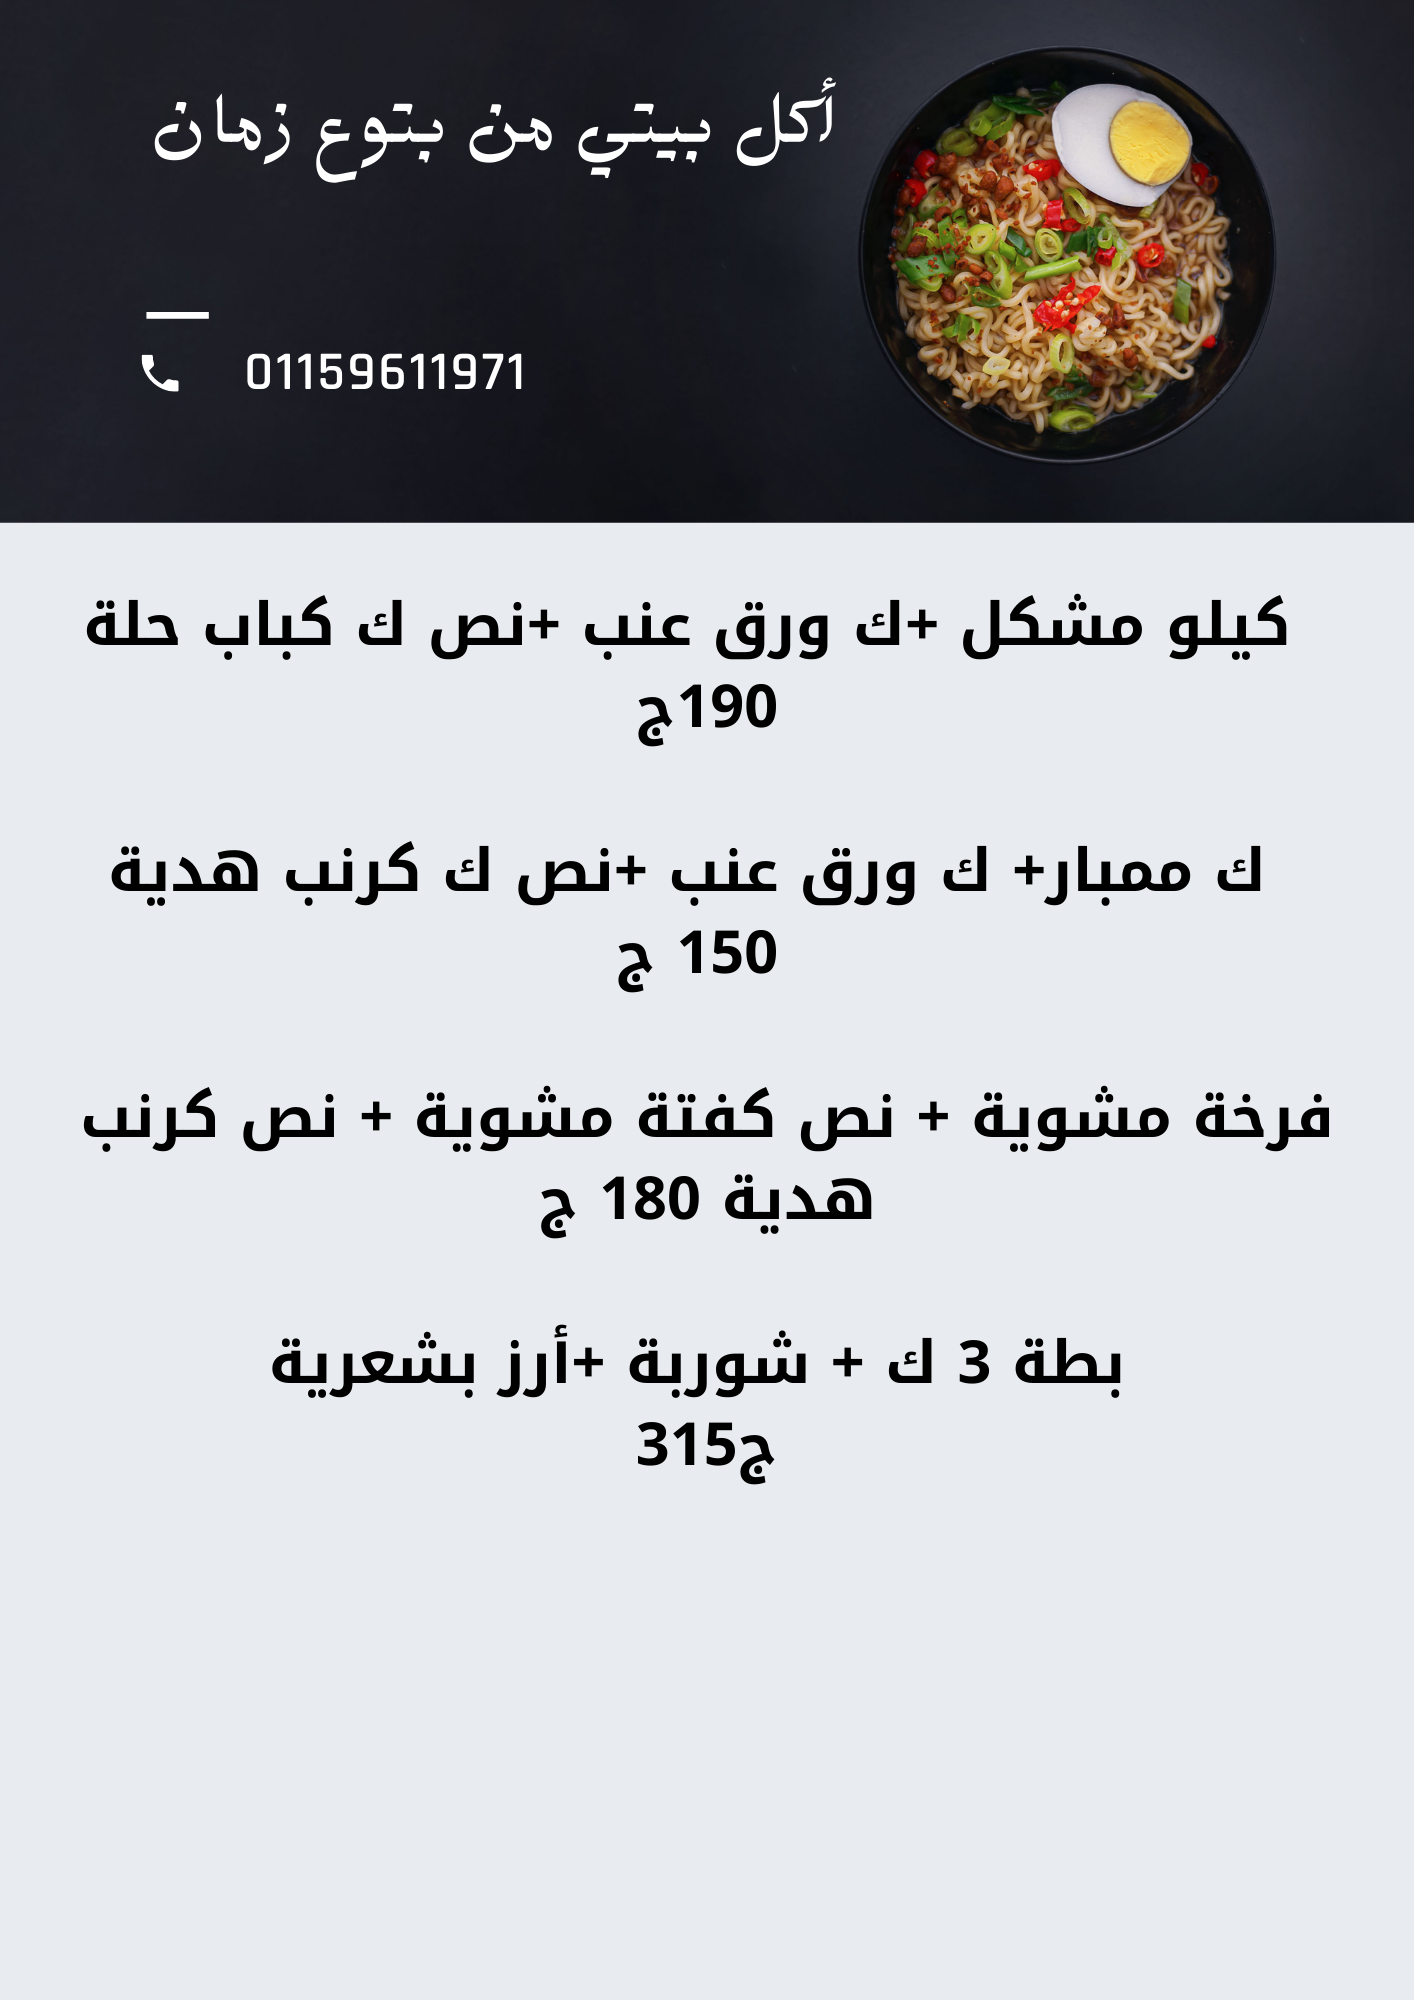 أكل بيتي من بتوع زمان
01159611971
كيلو مشكل +ك ورق عنب +نص ك كباب حلة
190ج
ك ممبار+ ك ورق عنب +نص ك كرنب هدية
150 ج
فرخة مشوية + نص كفتة مشوية + نص كرنب
هدية 180 ج
بطة 3 ك + شوربة +أرز بشعرية
ج315